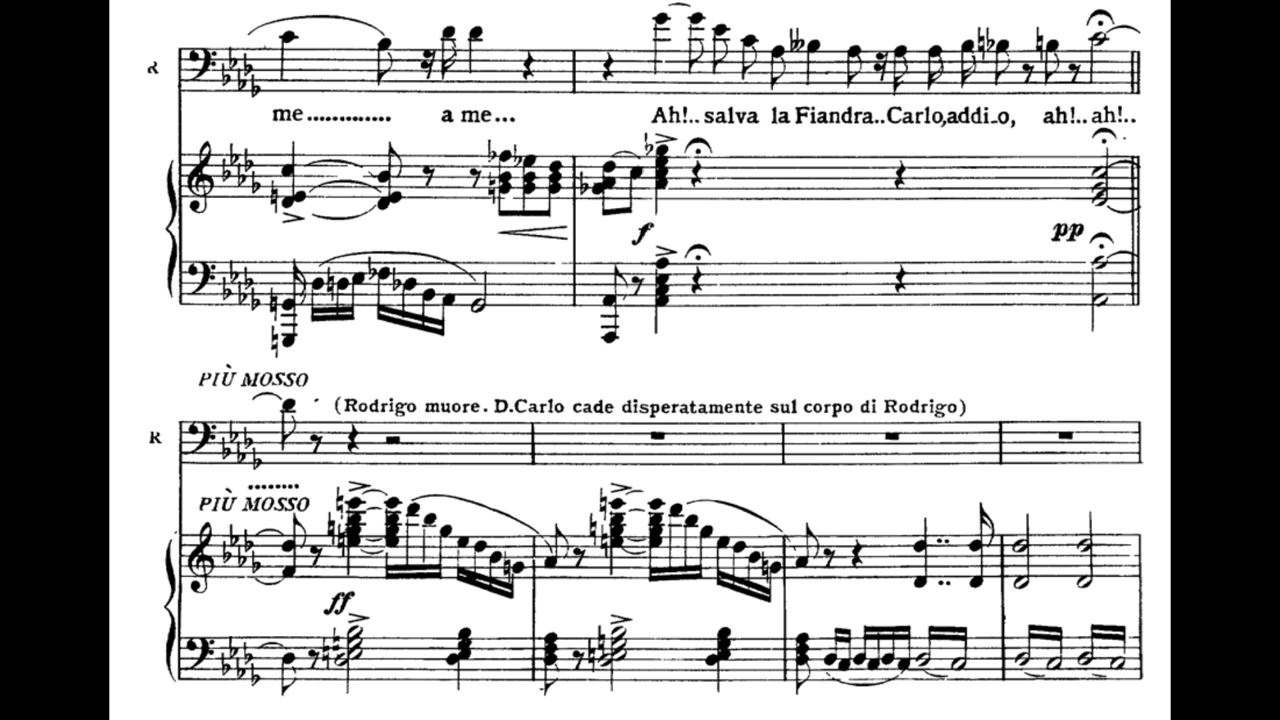 R
me............. a me... Ah!.. salva la Fiandra..Carlo,addi_o, ah!.. ah!..
f
pp
PIÙ MOSSO
(Rodrigo muore. D.Carlo cade disperatamente sul corpo di Rodrigo)
R
.........
PIÙ MOSSO
ff